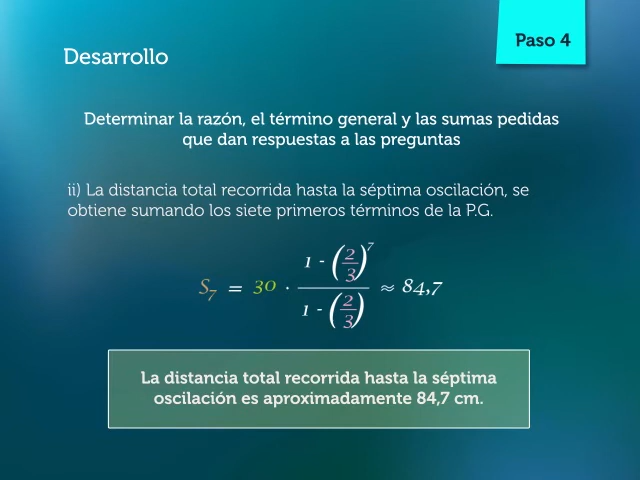 Paso 4
Desarrollo
Determinar la razón, el término general y las sumas pedidas
que dan respuestas a las preguntas
ii) La distancia total recorrida hasta la séptima oscilación, se
obtiene sumando los siete primeros términos de la P.G.
S₇ = 30 · (1 - (2/3)⁷) / (1 - (2/3)) ≈ 84,7
La distancia total recorrida hasta la séptima
oscilación es aproximadamente 84,7 cm.